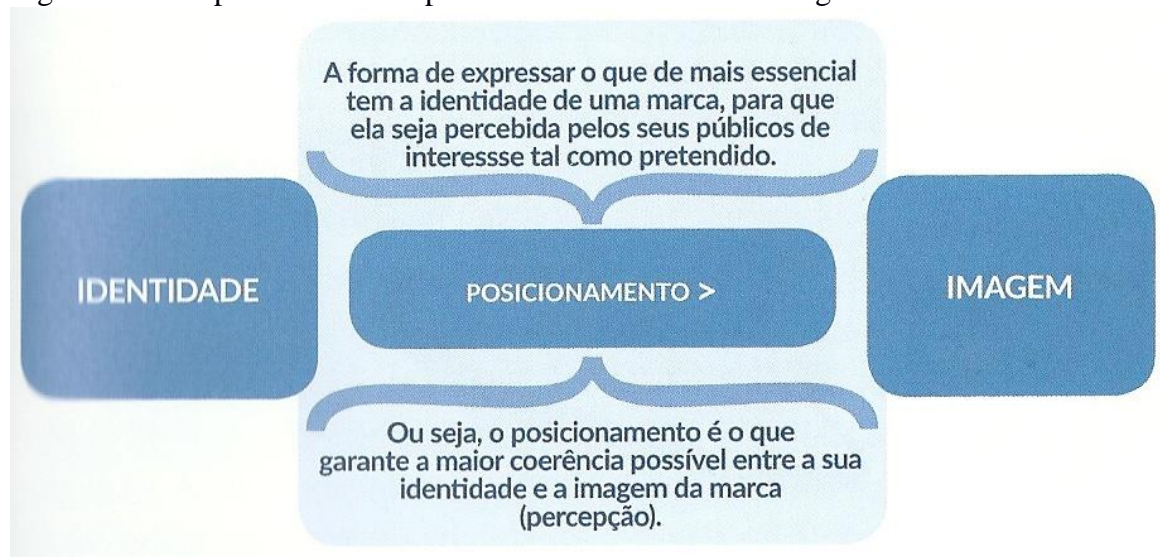 A forma de expressar o que de mais essencial
tem a identidade de uma marca, para que
ela seja percebida pelos seus públicos de
interessse tal como pretendido.
IDENTIDADE
POSICIONAMENTO >
IMAGEM
Ou seja, o posicionamento é o que
garante a maior coerência possível entre a sua
identidade e a imagem da marca
(percepção).